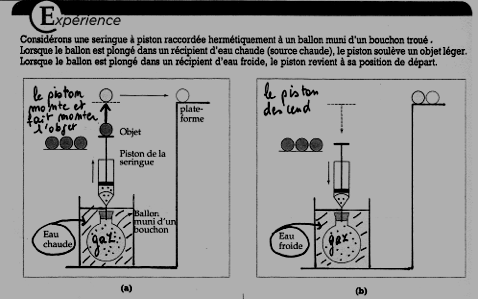 Expérience
Considérons une seringue à piston raccordée hermétiquement à un ballon muni d'un bouchon troué.
Lorsque le ballon est plongé dans un récipient d'eau chaude (source chaude), le piston soulève un objet léger.
Lorsque le ballon est plongé dans un récipient d'eau froide, le piston revient à sa position de départ.
le piston
monte et
fait monter
l'objet
plate-
forme
Objet
Piston de la
seringue
Ballon
muni d'un
bouchon
Eau
chaude
gaz
(a)
le piston
descend
Eau
froide
gaz
(b)